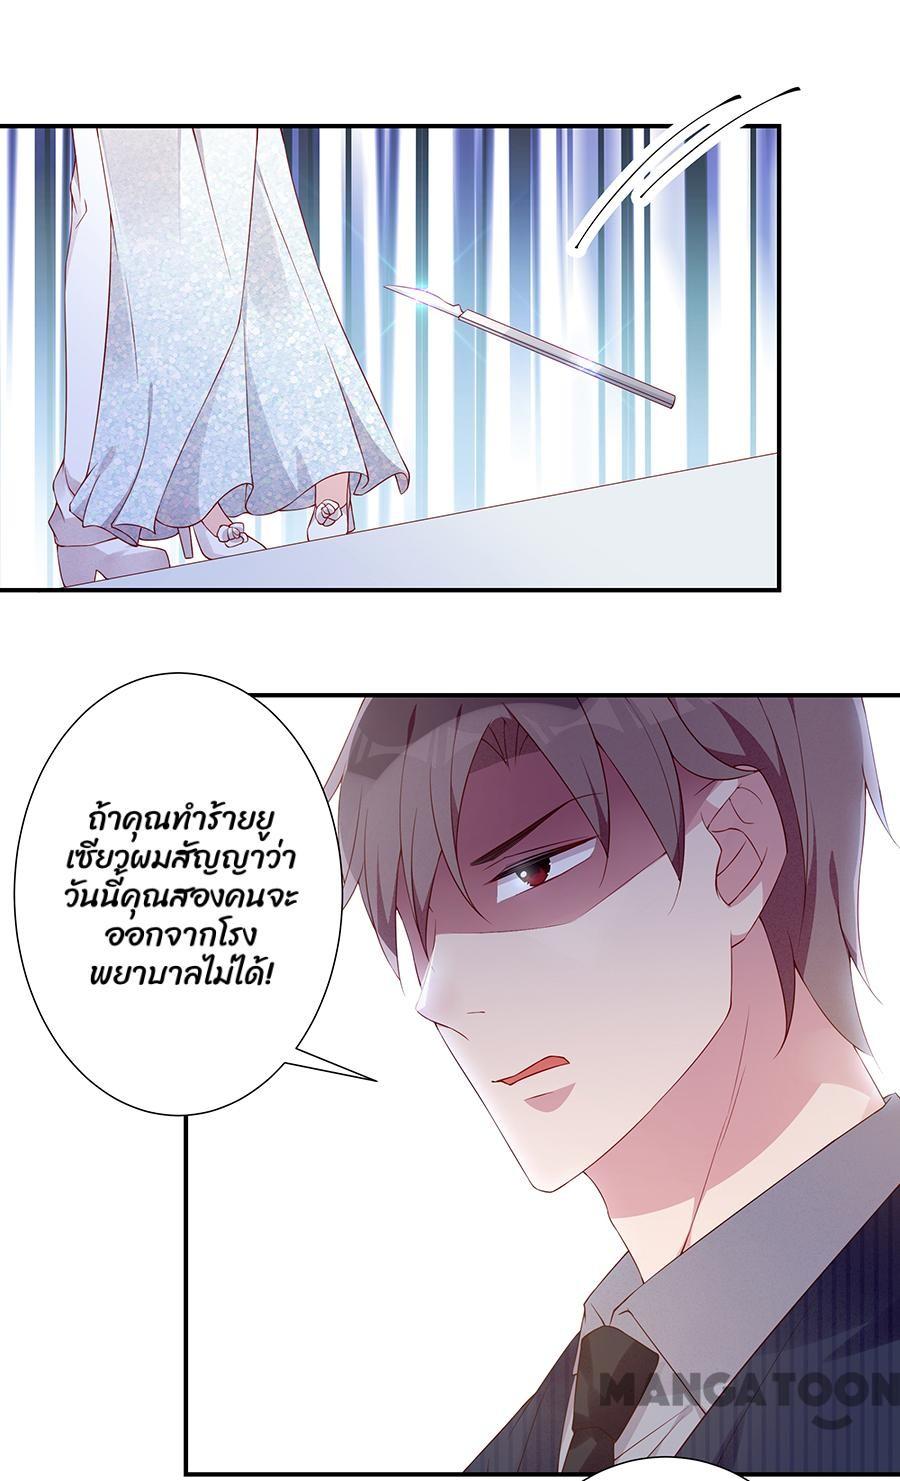 ถ้าคุณทำร้ายยู
เซียวผมสัญญาว่า
วันนี้คุณสองคนจะ
ออกจากโรง
พยาบาลไม่ได้!
MANGATOON